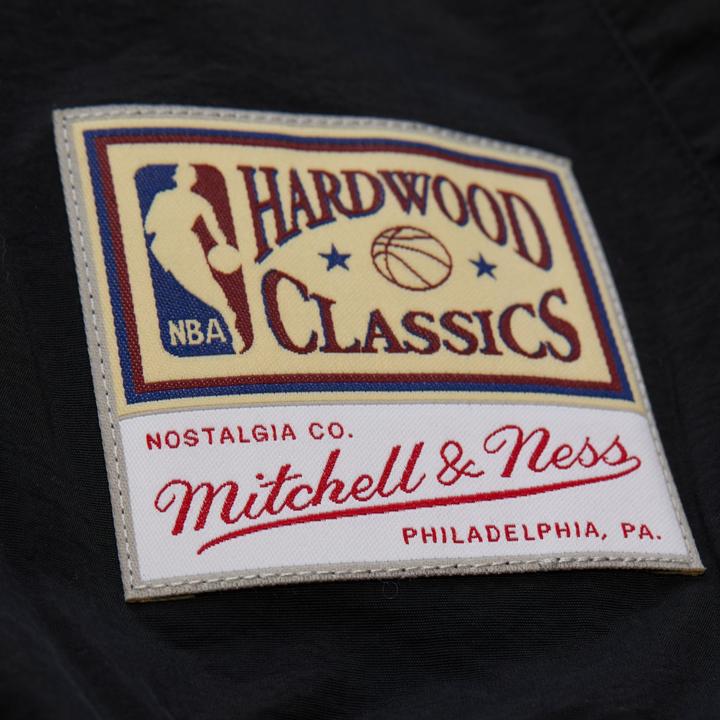 HARDWOOD
CLASSICS
NBA
NOSTALGIA CO.
Mitchell & Ness
PHILADELPHIA, PA.